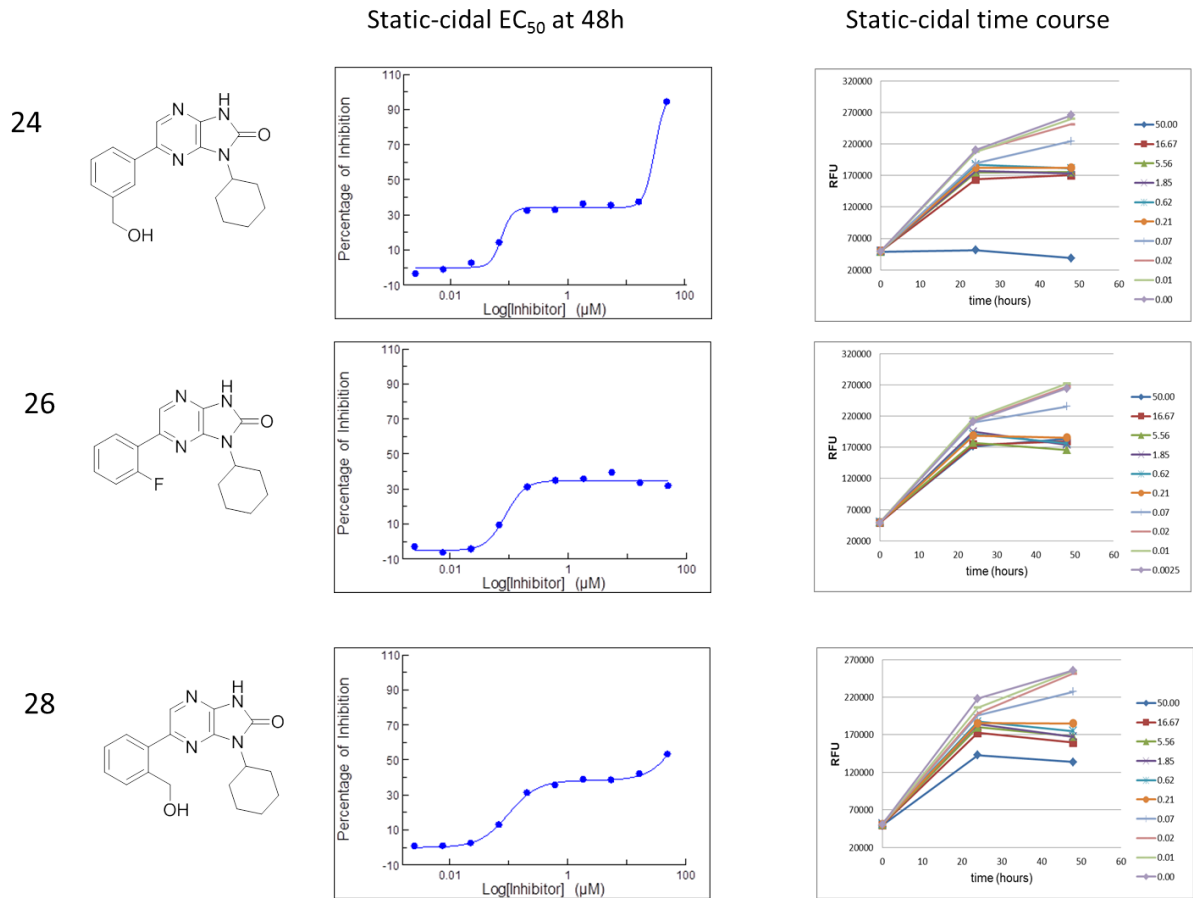 Static-cidal EC50 at 48h
Static-cidal time course
24
N
H
N
O
N
N
OH
Percentage of Inhibition
110
90
70
50
30
10
-10
0.01
1
100
Log[Inhibitor] (µM)
RFU
320000
270000
220000
170000
120000
70000
20000
0 10 20 30 40 50 60
time (hours)
50.00
16.67
5.56
1.85
0.62
0.21
0.07
0.02
0.01
0.00
26
N
H
N
O
N
N
F
Percentage of Inhibition
110
90
70
50
30
10
-10
0.01
1
100
Log[Inhibitor] (µM)
RFU
320000
270000
220000
170000
120000
70000
20000
0 10 20 30 40 50 60
time (hours)
50.00
16.67
5.56
1.85
0.62
0.21
0.07
0.02
0.01
0.0025
28
N
H
N
O
N
N
OH
Percentage of Inhibition
110
90
70
50
30
10
-10
0.01
1
100
Log[Inhibitor] (µM)
RFU
270000
220000
170000
120000
70000
20000
0 10 20 30 40 50 60
time (hours)
50.00
16.67
5.56
1.85
0.62
0.21
0.07
0.02
0.01
0.00